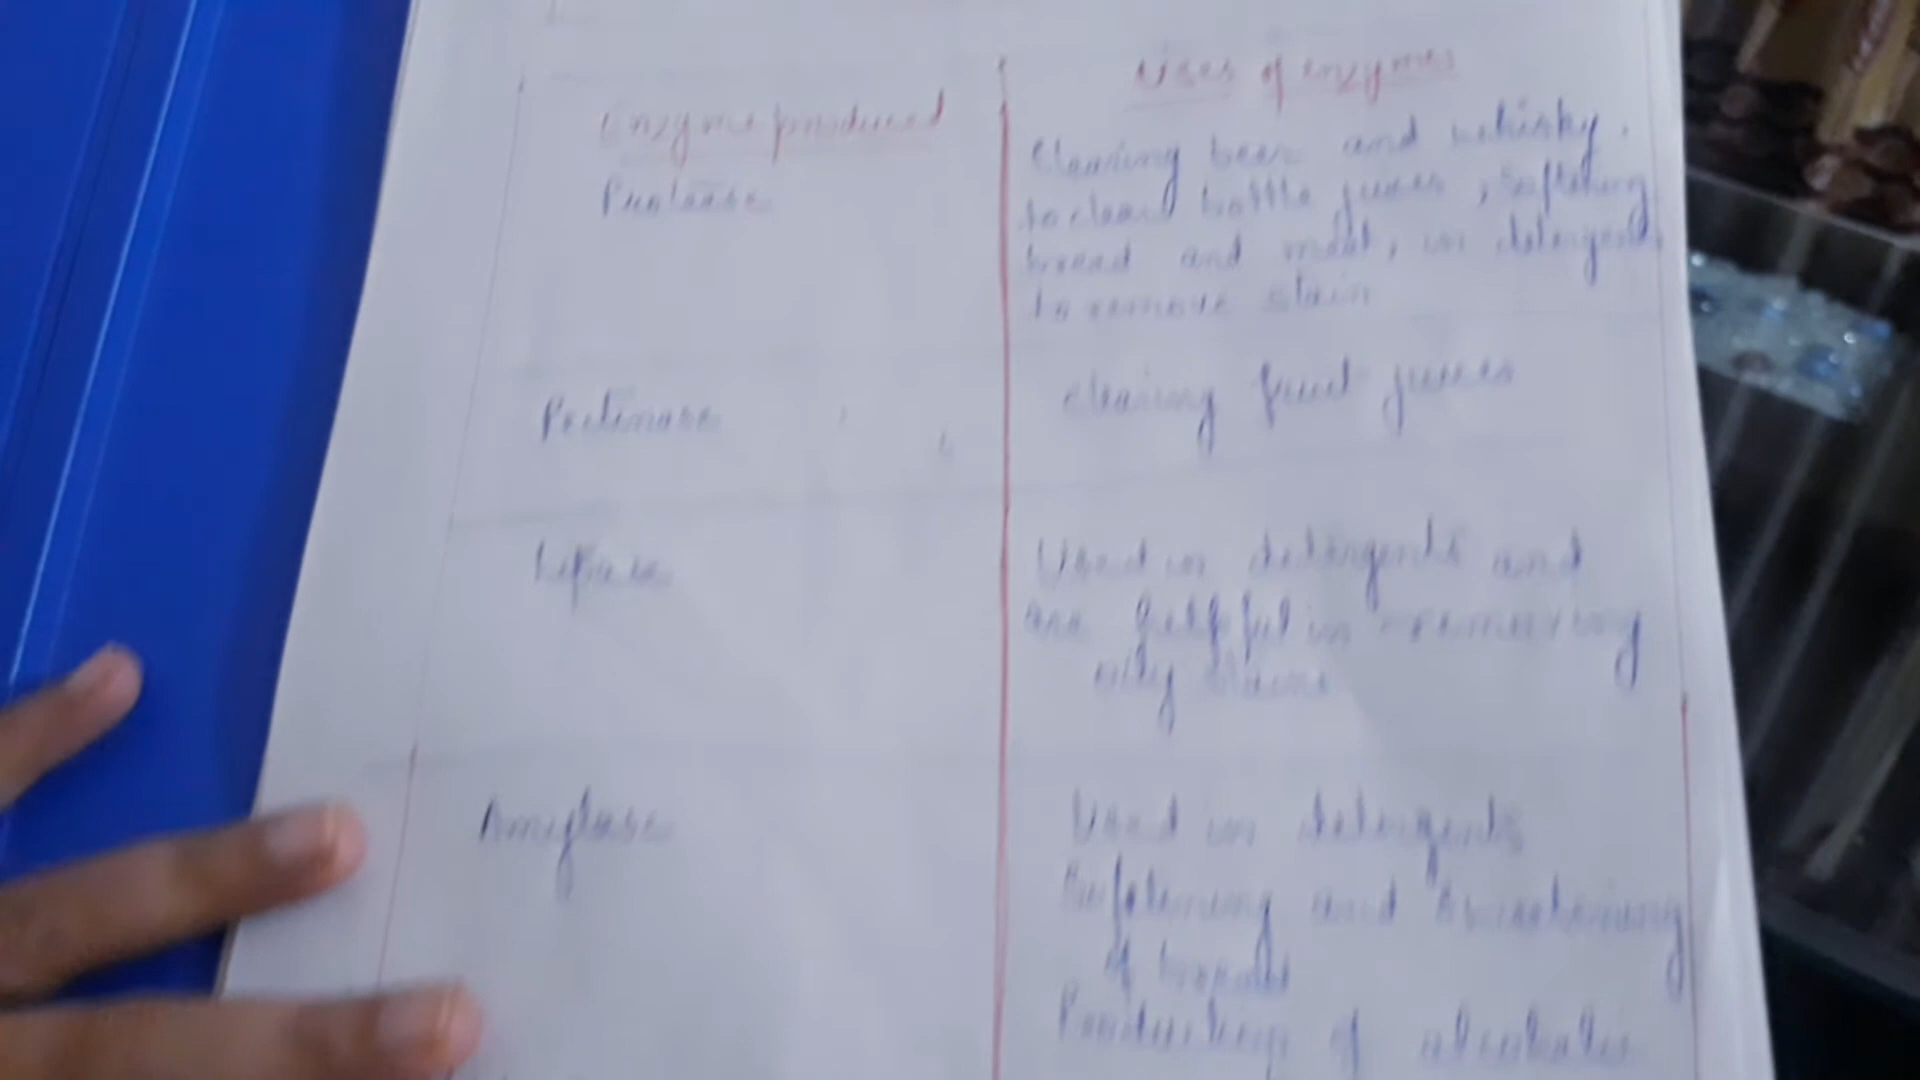 Enzyme produced
Uses of enzymes
Protease
Clearing beer and whisky,
to clear bottle juices, softening
bread and meat, in detergents
to remove stain
Pectinase
clearing fruit juices
Lipase
Used in detergents and
are helpful in removing
oily stains
Amylase
Used in detergents
Softening and sweetening
of bread
Production of alcoholic